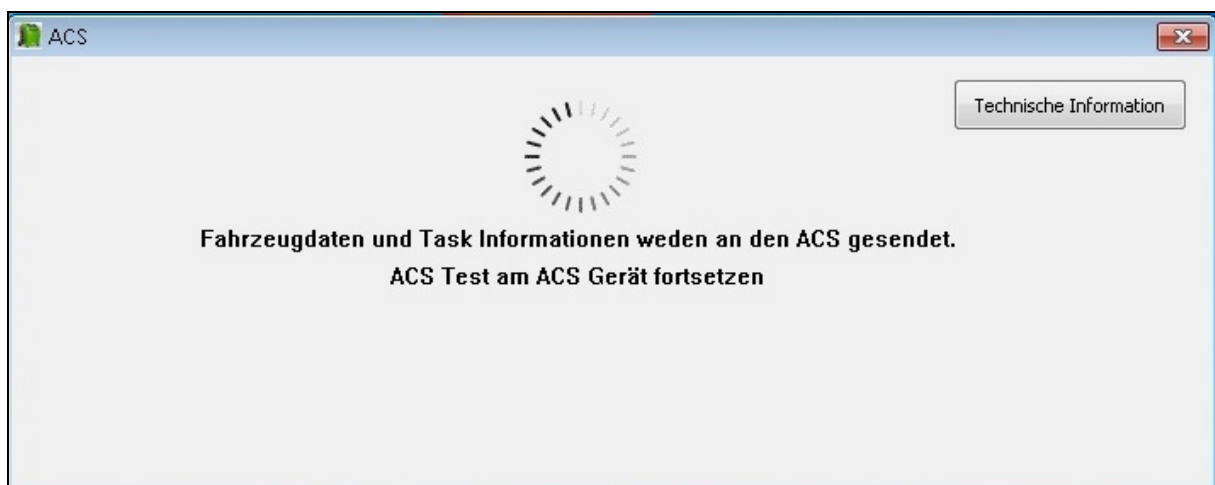 ACS
Technische Information
Fahrzeugdaten und Task Informationen weden an den ACS gesendet.
ACS Test am ACS Gerät fortsetzen